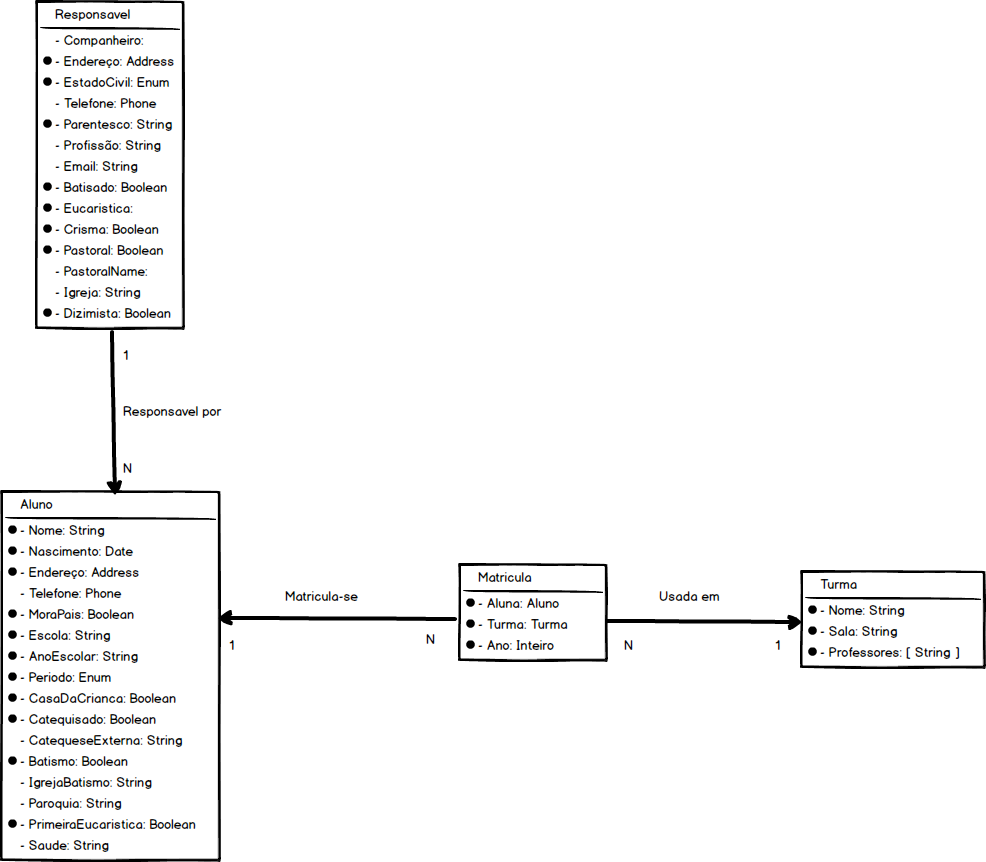 Responsavel
- Companheiro:
- Endereço: Address
- EstadoCivil: Enum
- Telefone: Phone
- Parentesco: String
- Profissão: String
- Email: String
- Batisado: Boolean
- Eucaristica:
- Crisma: Boolean
- Pastoral: Boolean
- PastoralName:
- Igreja: String
- Dizimista: Boolean
1
Responsavel por
N
Aluno
- Nome: String
- Nascimento: Date
- Endereço: Address
- Telefone: Phone
- MoraPais: Boolean
- Escola: String
- AnoEscolar: String
- Periodo: Enum
- CasaDaCrianca: Boolean
- Catequisado: Boolean
- CatequeseExterna: String
- Batismo: Boolean
- IgrejaBatismo: String
- Paroquia: String
- PrimeiraEucaristica: Boolean
- Saude: String
Matricula-se
1
N
Matricula
- Aluna: Aluno
- Turma: Turma
- Ano: Inteiro
Usada em
N
1
Turma
- Nome: String
- Sala: String
- Professores: [ String ]